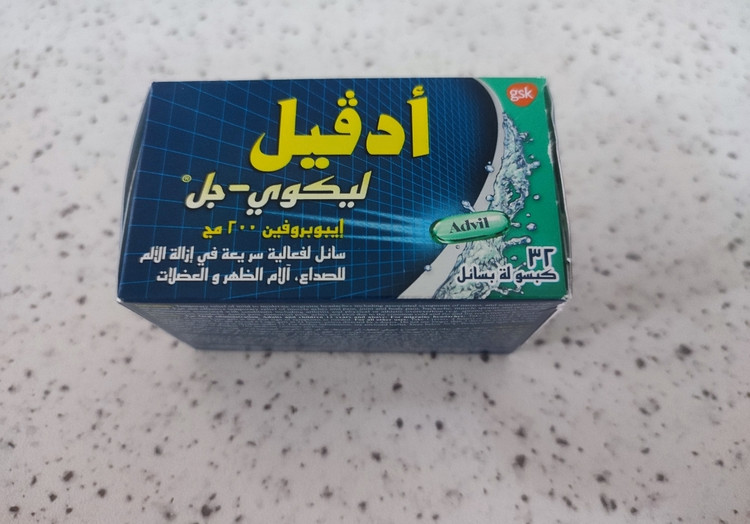 gsk
أدڤيل
ليكوي-جل®
إيبوبروفين ٢٠٠ مج
سائل لفعالية سريعة في إزالة الألم
للصداع، آلام الظهر و العضلات
Advil
٣٢
كبسولة بسائل